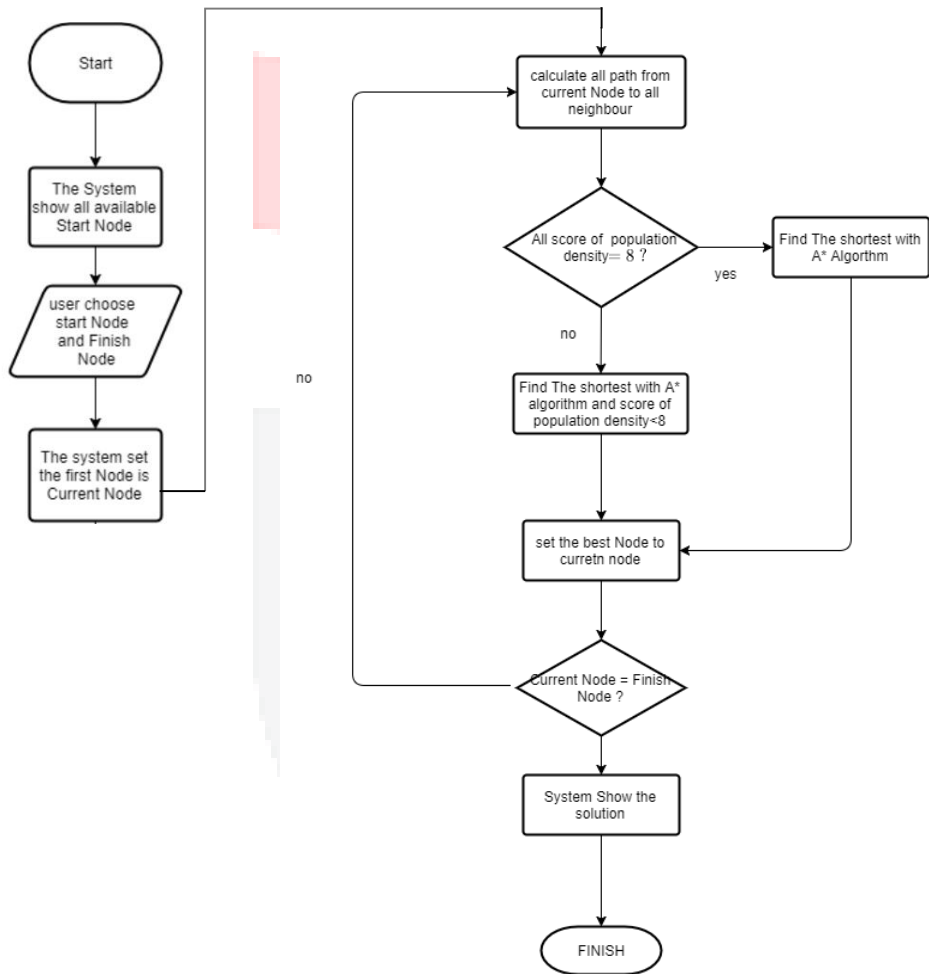 Start
The System
show all available
Start Node
user choose
start Node
and Finish
Node
The system set
the first Node is
Current Node
calculate all path from
current Node to all
neighbour
All score of population
density= 8 ?
yes
Find The shortest with
A* Algorthm
no
Find The shortest with A*
algorithm and score of
population density<8
set the best Node to
curretn node
Current Node = Finish
Node ?
no
System Show the
solution
FINISH